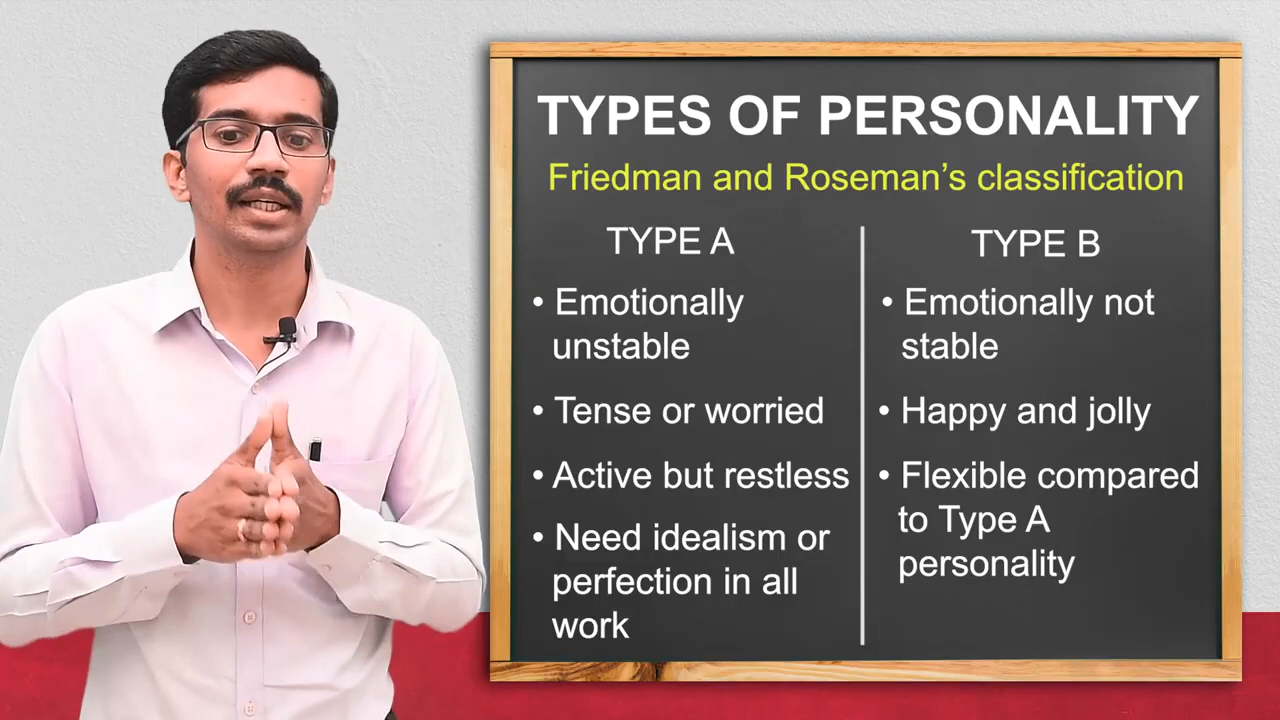 TYPES OF PERSONALITY
Friedman and Roseman’s classification
TYPE A
• Emotionally
unstable
• Tense or worried
• Active but restless
• Need idealism or
perfection in all
work
TYPE B
• Emotionally not
stable
• Happy and jolly
• Flexible compared
to Type A
personality